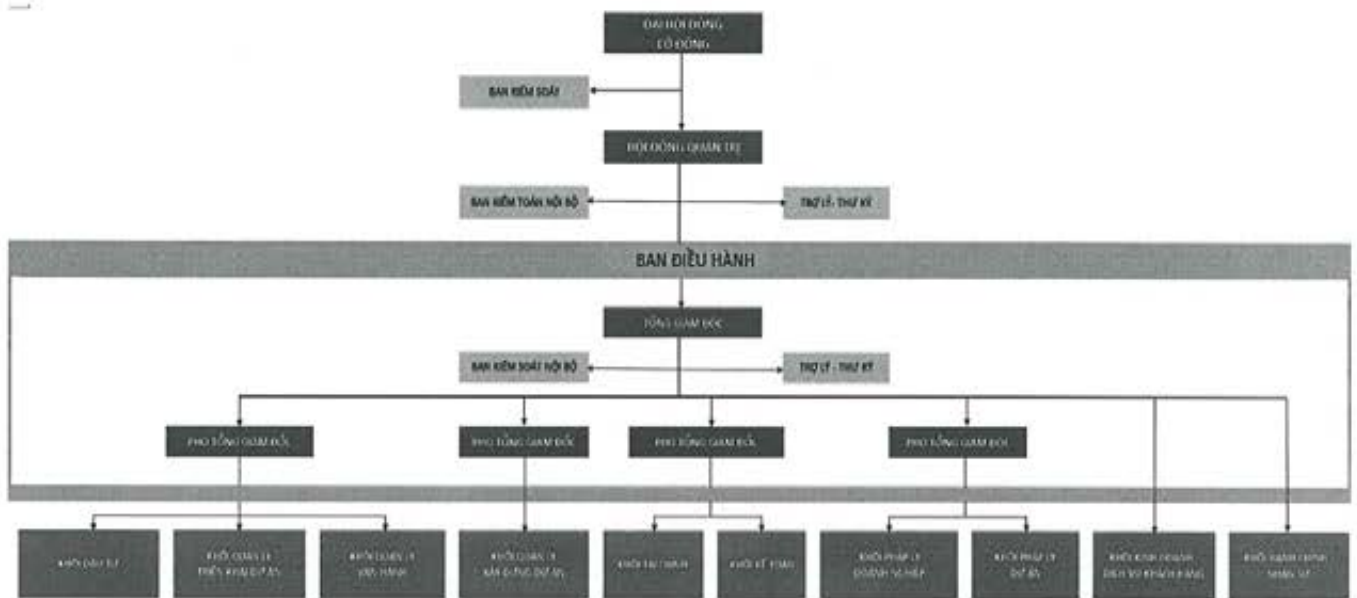 ĐẠI HỘI ĐỒNG
CỔ ĐÔNG
BAN KIỂM SOÁT
HỘI ĐỒNG QUẢN TRỊ
BAN KIỂM TOÁN NỘI BỘ
TRỢ LÝ - THƯ KÝ
BAN ĐIỀU HÀNH
TỔNG GIÁM ĐỐC
BAN KIỂM SOÁT NỘI BỘ
TRỢ LÝ - THƯ KÝ
PHÓ TỔNG GIÁM ĐỐC
PHÓ TỔNG GIÁM ĐỐC
PHÓ TỔNG GIÁM ĐỐC
PHÓ TỔNG GIÁM ĐỐC
KHỐI ĐẦU TƯ
KHỐI QUẢN LÝ
TRIỂN KHAI DỰ ÁN
KHỐI QUẢN LÝ
VẬN HÀNH
KHỐI QUẢN LÝ
XÂY DỰNG DỰ ÁN
KHỐI TÀI CHÍNH
KHỐI KẾ TOÁN
KHỐI PHÁP LÝ
DOANH NGHIỆP
KHỐI PHÁP LÝ
DỰ ÁN
KHỐI KINH DOANH
DỊCH VỤ KHÁCH HÀNG
KHỐI HÀNH CHÍNH
NHÂN SỰ